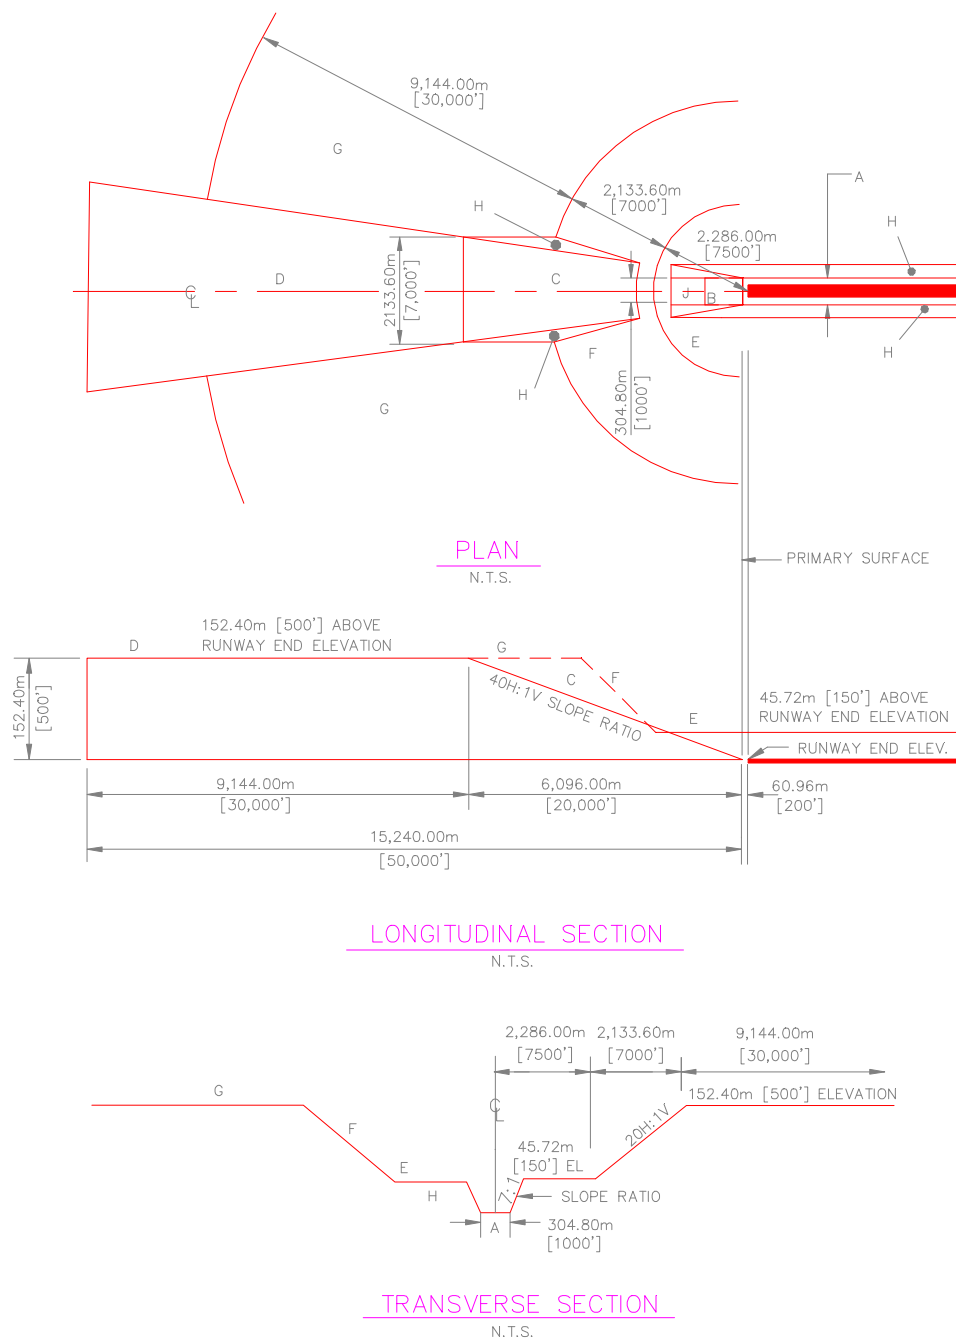 9,144.00m
[30,000']
G
2,133.60m
[7000']
A
H
H
2.286.00m
[7500']
D
C
J
B
2133.60m
[7,000']
CL
E
F
H
H
G
304.80m
[1000']
PLAN
N.T.S.
PRIMARY SURFACE
152.40m [500'] ABOVE
RUNWAY END ELEVATION
D
G
F
C
40H:1V SLOPE RATIO
E
45.72m [150'] ABOVE
RUNWAY END ELEVATION
152.40m
[500']
RUNWAY END ELEV.
9,144.00m
[30,000']
6,096.00m
[20,000']
60.96m
[200']
15,240.00m
[50,000']
LONGITUDINAL SECTION
N.T.S.
2,286.00m
[7500']
2,133.60m
[7000']
9,144.00m
[30,000']
G
152.40m [500'] ELEVATION
CL
F
20H:1V
45.72m
[150'] EL
E
H
7:1
SLOPE RATIO
A
304.80m
[1000']
TRANSVERSE SECTION
N.T.S.